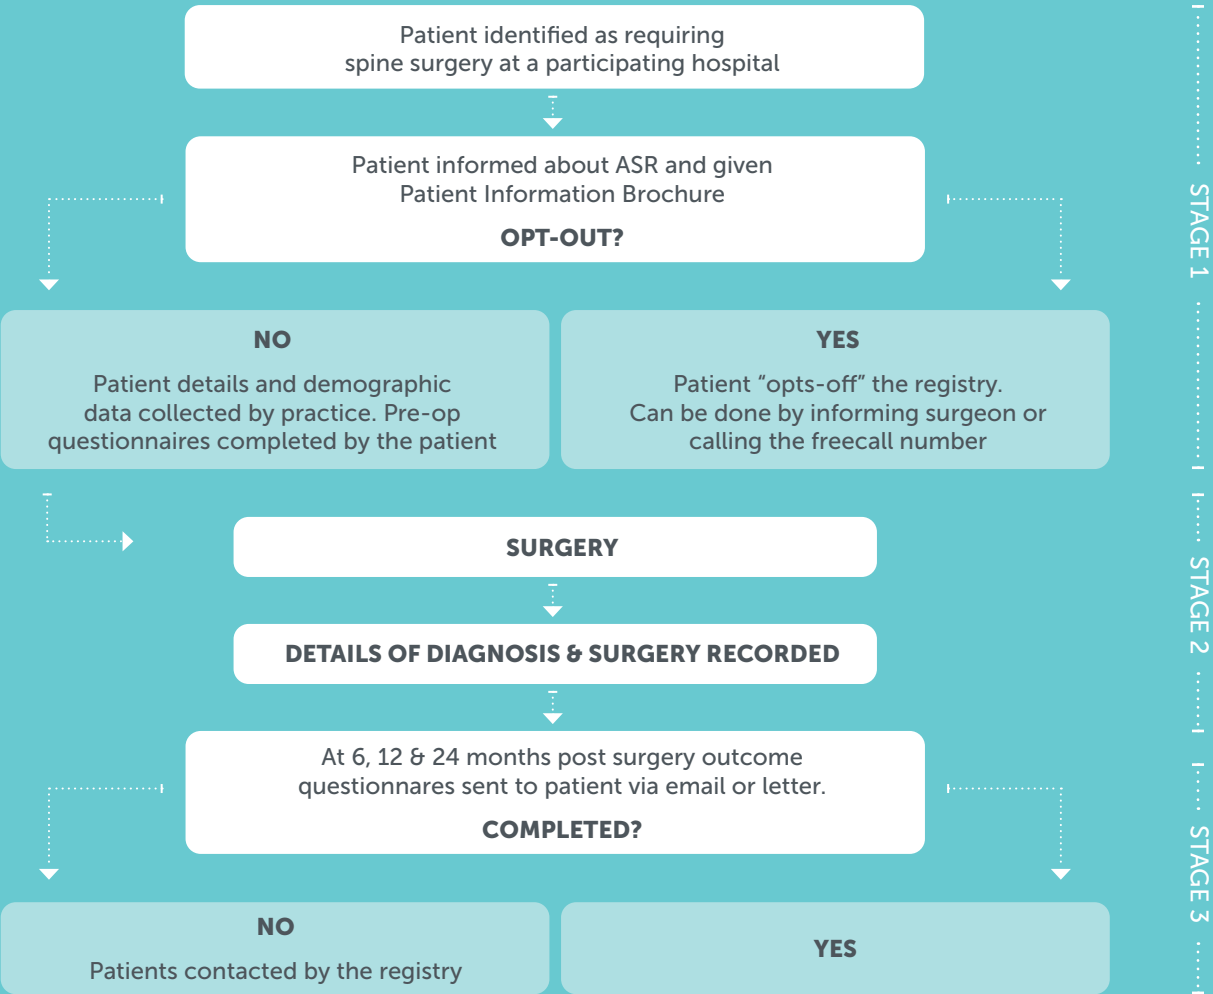 Patient identified as requiring
spine surgery at a participating hospital
Patient informed about ASR and given
Patient Information Brochure
OPT-OUT?
NO
Patient details and demographic
data collected by practice. Pre-op
questionnaires completed by the patient
YES
Patient “opts-off” the registry.
Can be done by informing surgeon or
calling the freecall number
STAGE 1
SURGERY
DETAILS OF DIAGNOSIS & SURGERY RECORDED
STAGE 2
At 6, 12 & 24 months post surgery outcome
questionnares sent to patient via email or letter.
COMPLETED?
NO
Patients contacted by the registry
YES
STAGE 3